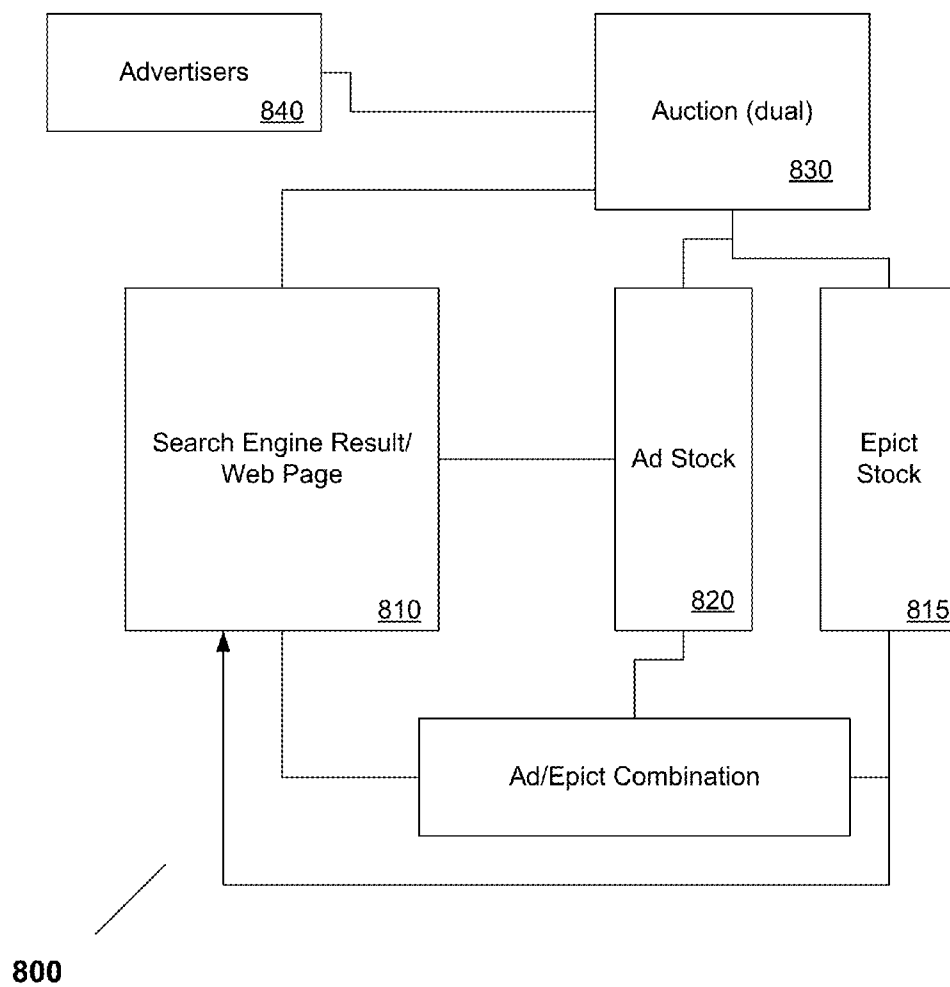 Advertisers
840
Auction (dual)
830
Search Engine Result/
Web Page
810
Ad Stock
820
Epict
Stock
815
Ad/Epict Combination
800